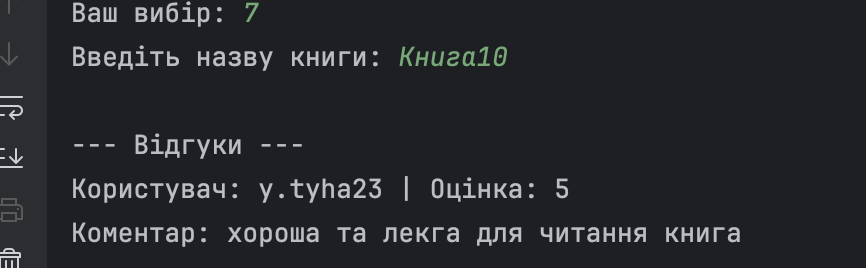 Ваш вибір: 7
Введіть назву книги: Книга10
--- Відгуки ---
Користувач: y.tyha23 | Оцінка: 5
Коментар: хороша та лекга для читання книга